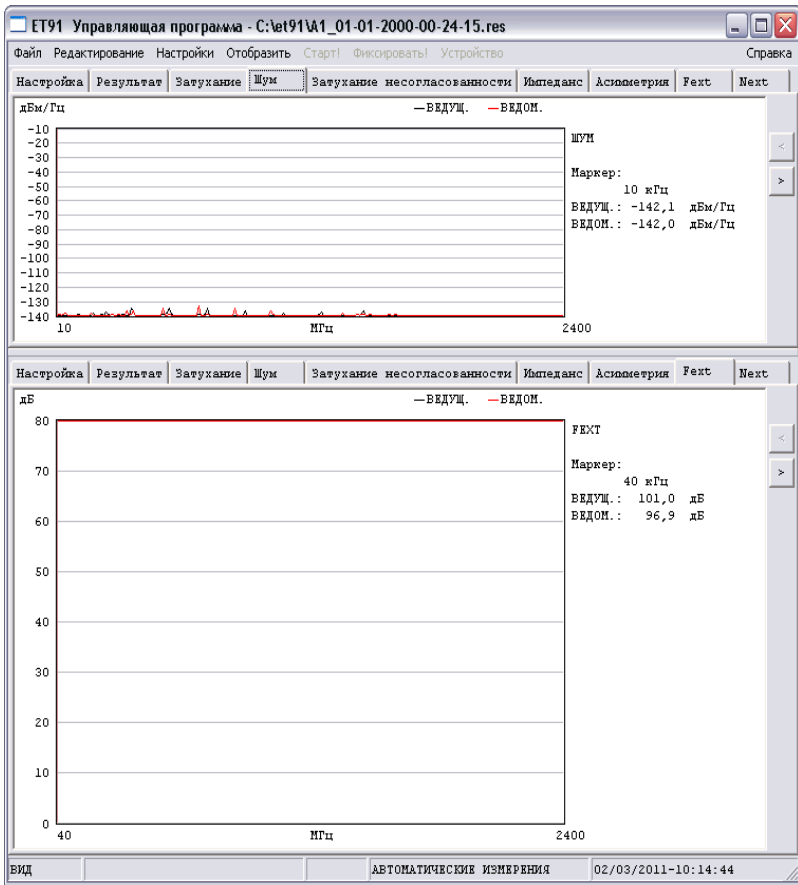 ET91 Управляющая программа - C:\et91\A1_01-01-2000-00-24-15.res
Файл Редактирование Настройки Отобразить Старт! Фиксировать! Устройство Справка
Настройка Результат Затухание Шум Затухание несогласованности Импеданс Асимметрия Fext Next
дБм/Гц —ВЕДУЩ. —ВЕДОМ.
-10
-20
-30
-40
-50
-60
-70
-80
-90
-100
-110
-120
-130
-140
10 МГц 2400
ШУМ
Маркер:
10 кГц
ВЕДУЩ.: -142,1 дБм/Гц
ВЕДОМ.: -142,0 дБм/Гц
<
>
Настройка Результат Затухание Шум Затухание несогласованности Импеданс Асимметрия Fext Next
дБ —ВЕДУЩ. —ВЕДОМ.
80
70
60
50
40
30
20
10
0
40 МГц 2400
FEXT
Маркер:
40 кГц
ВЕДУЩ.: 101,0 дБ
ВЕДОМ.: 96,9 дБ
<
>
ВИД АВТОМАТИЧЕСКИЕ ИЗМЕРЕНИЯ 02/03/2011-10:14:44